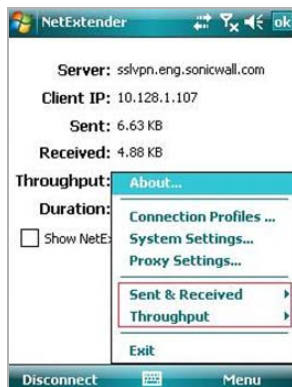 NetExtender ok
Server: sslvpn.eng.sonicwall.com
Client IP: 10.128.1.107
Sent: 6.63 KB
Received: 4.88 KB
Throughput:
Duration:
Show NetE
About...
Connection Profiles ...
System Settings...
Proxy Settings...
Sent & Received
Throughput
Exit
Disconnect Menu